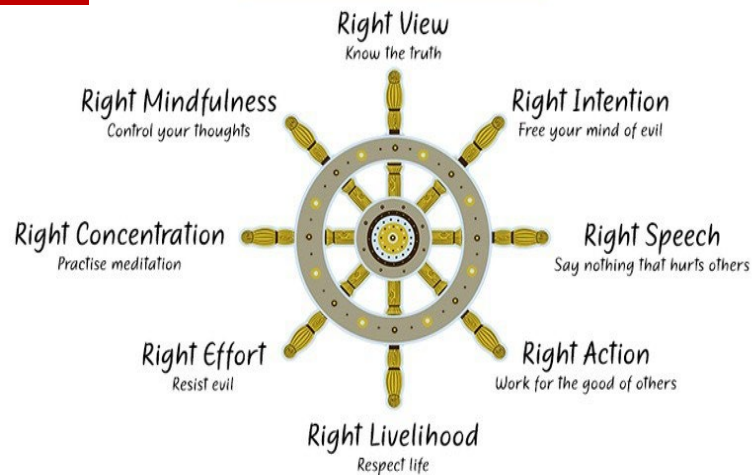 Right View
Know the truth
Right Mindfulness
Control your thoughts
Right Intention
Free your mind of evil
Right Concentration
Practise meditation
Right Speech
Say nothing that hurts others
Right Effort
Resist evil
Right Action
Work for the good of others
Right Livelihood
Respect life